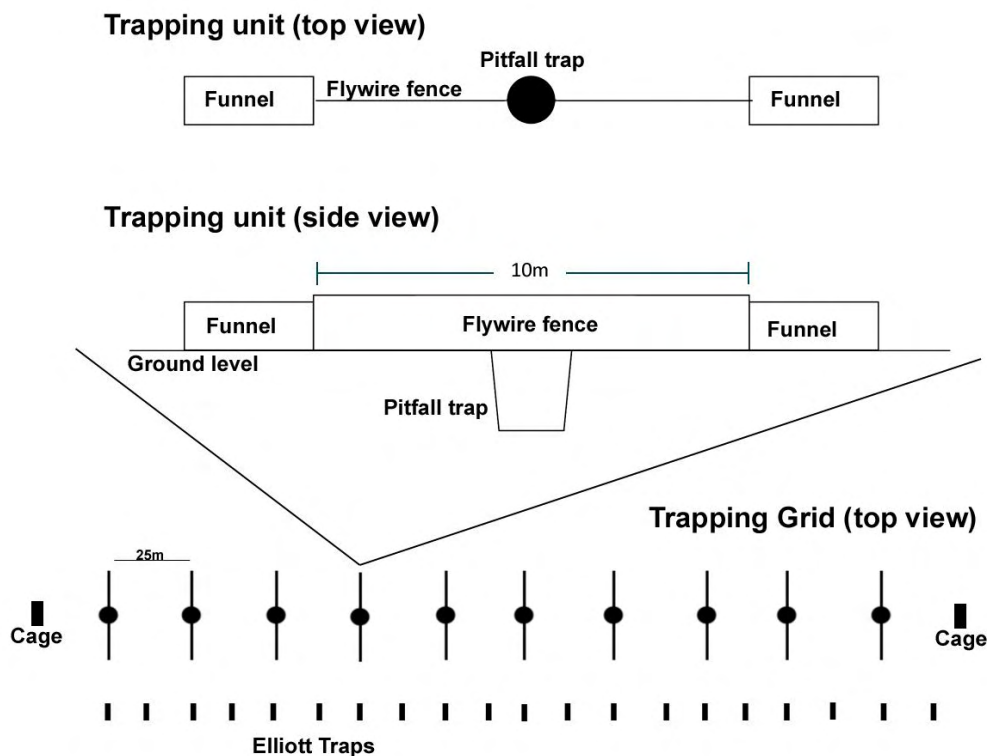 Trapping unit (top view)
Pitfall trap
Funnel
Flywire fence
Funnel
Trapping unit (side view)
10m
Funnel
Flywire fence
Funnel
Ground level
Pitfall trap
Trapping Grid (top view)
25m
Cage
Cage
Elliott Traps